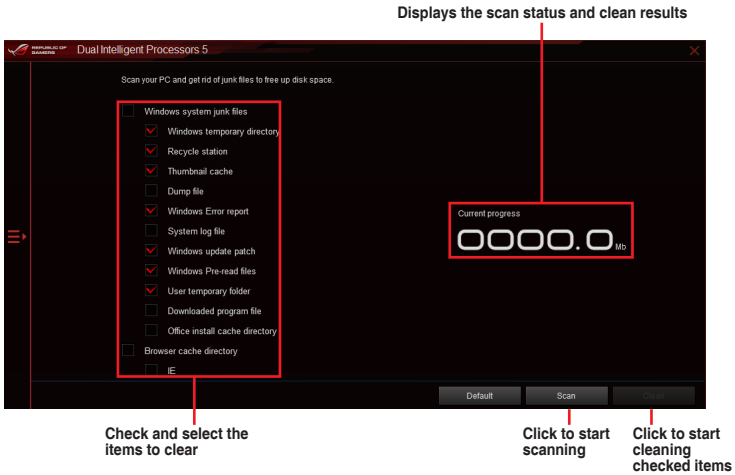 Displays the scan status and clean results
REPUBLIC OF
GAMERS
Dual Intelligent Processors 5
Scan your PC and get rid of junk files to free up disk space.
Windows system junk files
Windows temporary directory
Recycle station
Thumbnail cache
Dump file
Windows Error report
System log file
Windows update patch
Windows Pre-read files
User temporary folder
Downloaded program file
Office install cache directory
Browser cache directory
IE
Current progress
0000.0 Mb
Default
Scan
Clean
Check and select the
items to clear
Click to start
scanning
Click to start
cleaning
checked items